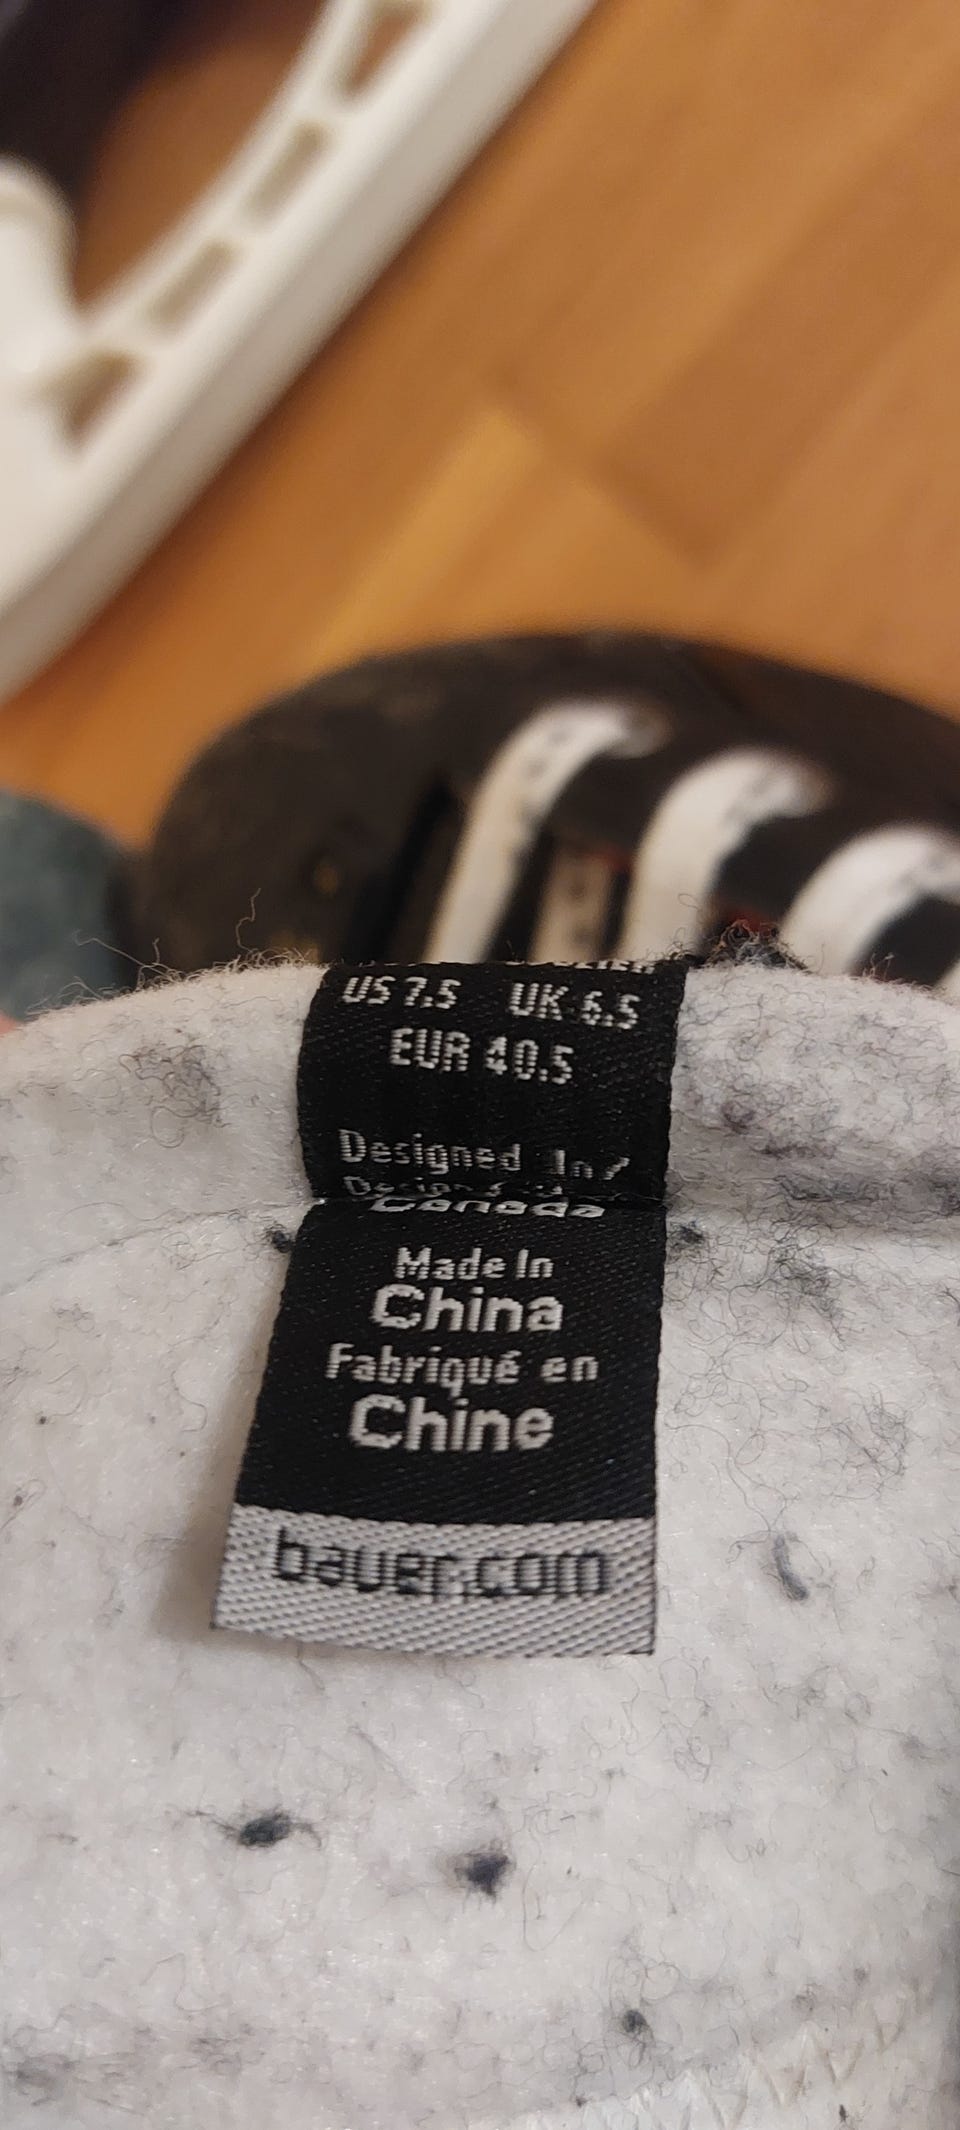 US 7.5 UK 6.5
EUR 40.5
Designed In /
Canada
Made In
China
Fabriqué en
Chine
bauer.com